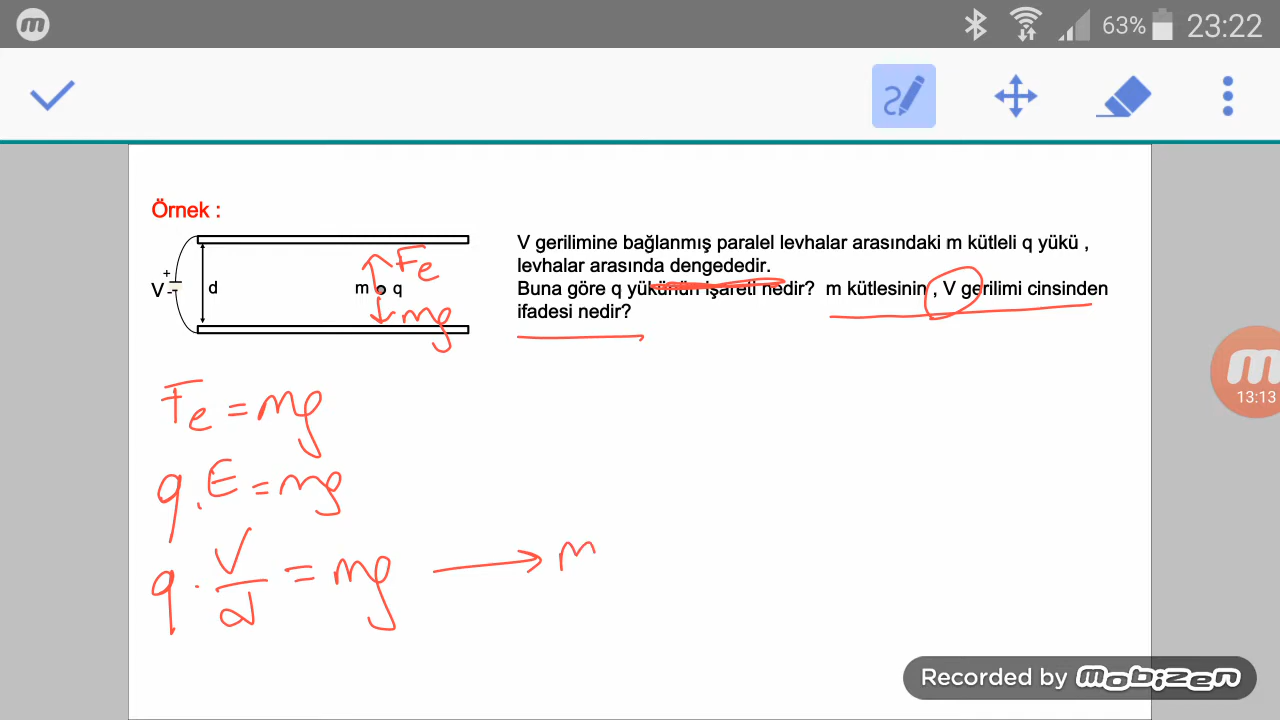 63% 23:22
Örnek :
V gerilimine bağlanmış paralel levhalar arasındaki m kütleli q yükü ,
levhalar arasında dengededir.
Buna göre q yükünün işareti nedir? m kütlesinin , V gerilimi cinsinden
ifadesi nedir?
+
V -
d
m q
Fe
mg
13:13
Fe = mg
q . E = mg
q . V/d = mg → m
Recorded by mobizen